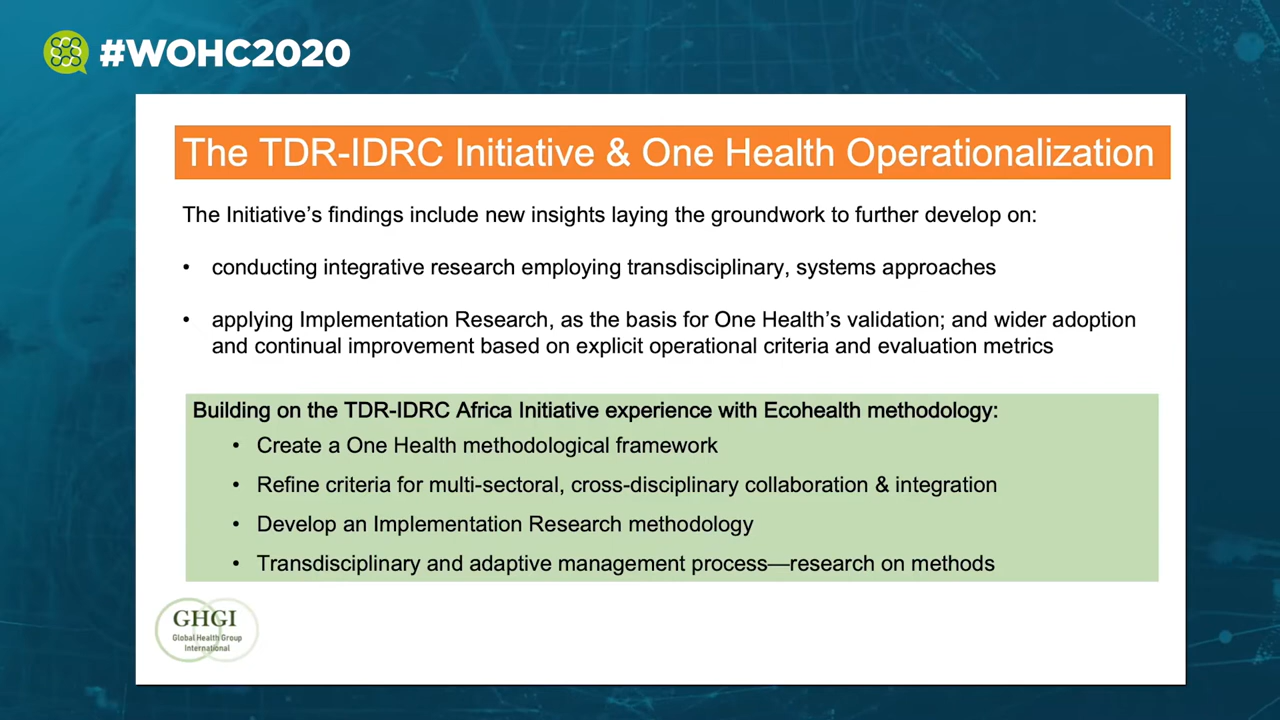 #WOHC2020
The TDR-IDRC Initiative & One Health Operationalization
The Initiative’s findings include new insights laying the groundwork to further develop on:
• conducting integrative research employing transdisciplinary, systems approaches
• applying Implementation Research, as the basis for One Health’s validation; and wider adoption
and continual improvement based on explicit operational criteria and evaluation metrics
Building on the TDR-IDRC Africa Initiative experience with Ecohealth methodology:
• Create a One Health methodological framework
• Refine criteria for multi-sectoral, cross-disciplinary collaboration & integration
• Develop an Implementation Research methodology
• Transdisciplinary and adaptive management process—research on methods
GHGI
Global Health Group
International